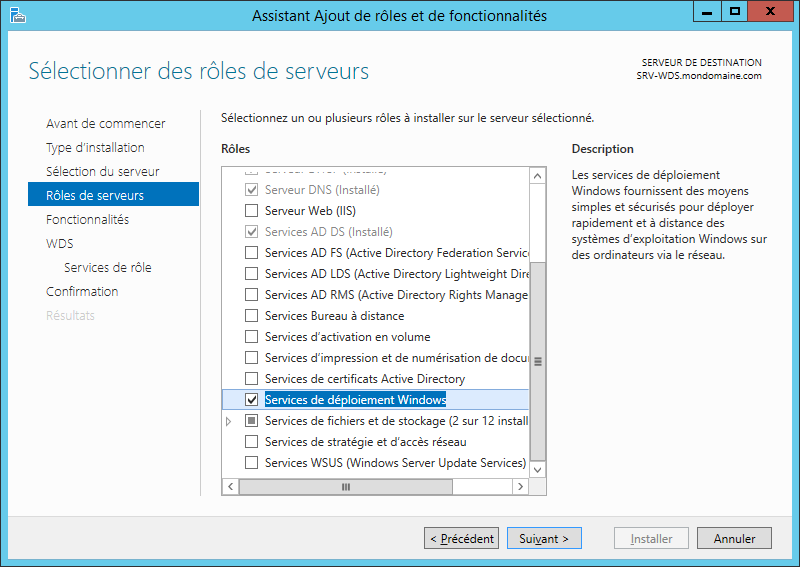 Assistant Ajout de rôles et de fonctionnalités
Sélectionner des rôles de serveurs
SERVEUR DE DESTINATION
SRV-WDS.mondomaine.com
Avant de commencer
Type d'installation
Sélection du serveur
Rôles de serveurs
Fonctionnalités
WDS
Services de rôle
Confirmation
Résultats
Sélectionnez un ou plusieurs rôles à installer sur le serveur sélectionné.
Rôles
Serveur DHCP (Installé)
Serveur DNS (Installé)
Serveur Web (IIS)
Services AD DS (Installé)
Services AD FS (Active Directory Federation Service
Services AD LDS (Active Directory Lightweight Dire
Services AD RMS (Active Directory Rights Manage
Services Bureau à distance
Services d'activation en volume
Services d'impression et de numérisation de docu
Services de certificats Active Directory
Services de déploiement Windows
Services de fichiers et de stockage (2 sur 12 install
Services de stratégie et d'accès réseau
Services WSUS (Windows Server Update Services)
Description
Les services de déploiement
Windows fournissent des moyens
simples et sécurisés pour déployer
rapidement et à distance des
systèmes d'exploitation Windows sur
des ordinateurs via le réseau.
< Précédent
Suivant >
Installer
Annuler